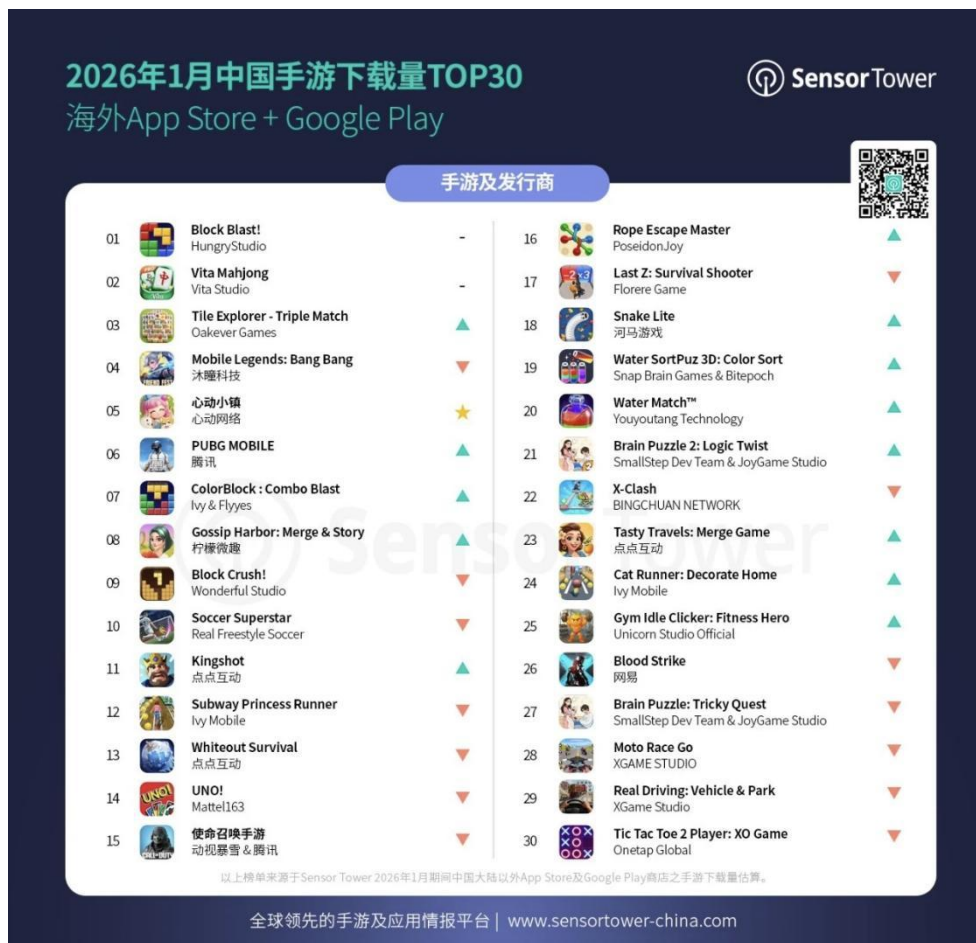 2026年1月中国手游下载量TOP30
海外App Store + Google Play
SensorTower
手游及发行商
01
Block Blast!
HungryStudio
-
02
Vita Mahjong
Vita Studio
-
03
Tile Explorer - Triple Match
Oakever Games
04
Mobile Legends: Bang Bang
沐瞳科技
05
心动小镇
心动网络
06
PUBG MOBILE
腾讯
07
ColorBlock : Combo Blast
Ivy & Flyyes
08
Gossip Harbor: Merge & Story
柠檬微趣
09
Block Crush!
Wonderful Studio
10
Soccer Superstar
Real Freestyle Soccer
11
Kingshot
点点互动
12
Subway Princess Runner
Ivy Mobile
13
Whiteout Survival
点点互动
14
UNO!
Mattel163
15
使命召唤手游
动视暴雪 & 腾讯
16
Rope Escape Master
PoseidonJoy
17
Last Z: Survival Shooter
Florere Game
18
Snake Lite
河马游戏
19
Water SortPuz 3D: Color Sort
Snap Brain Games & Bitepoch
20
Water Match™
Youyoutang Technology
21
Brain Puzzle 2: Logic Twist
SmallStep Dev Team & JoyGame Studio
22
X-Clash
BINGCHUAN NETWORK
23
Tasty Travels: Merge Game
点点互动
24
Cat Runner: Decorate Home
Ivy Mobile
25
Gym Idle Clicker: Fitness Hero
Unicorn Studio Official
26
Blood Strike
网易
27
Brain Puzzle: Tricky Quest
SmallStep Dev Team & JoyGame Studio
28
Moto Race Go
XGAME STUDIO
29
Real Driving: Vehicle & Park
XGame Studio
30
Tic Tac Toe 2 Player: XO Game
Onetap Global
SensorTower
以上榜单来源于Sensor Tower 2026年1月期间中国大陆以外App Store及Google Play商店之手游下载量估算。
全球领先的手游及应用情报平台 | www.sensortower-china.com